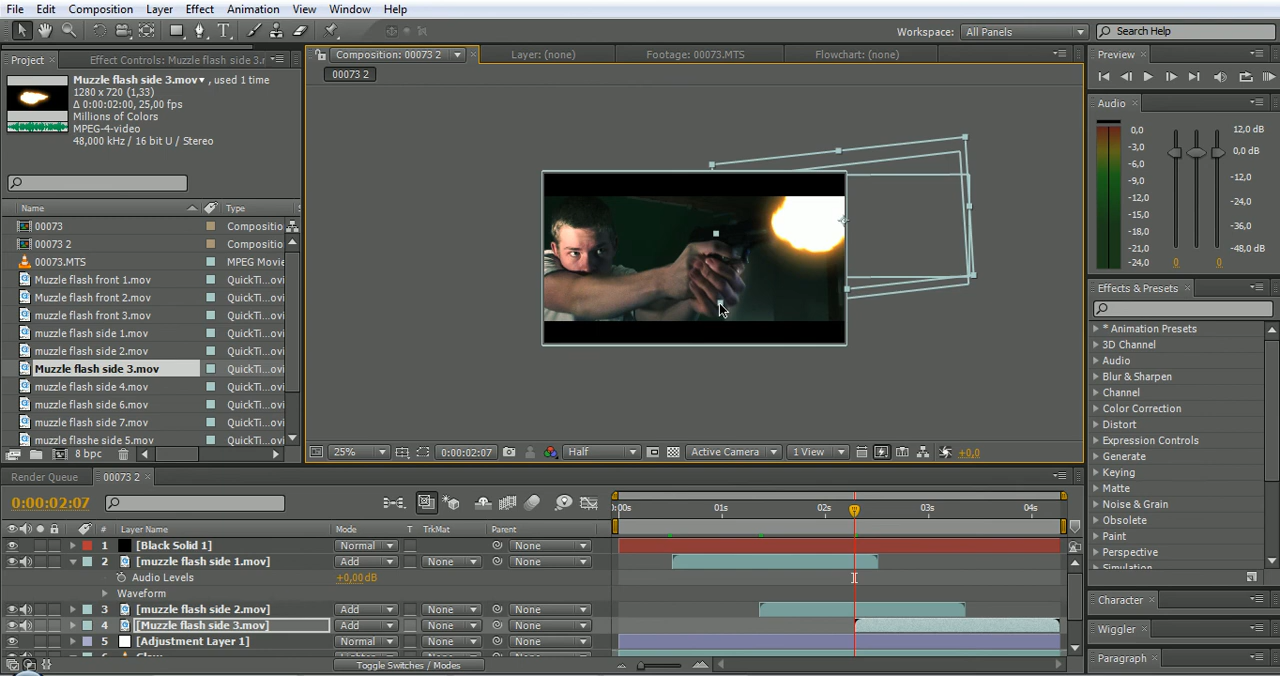 File Edit Composition Layer Effect Animation View Window Help
Workspace: All Panels Search Help
Project Effect Controls: Muzzle flash side 3.r
Composition: 00073 2 Layer: (none) Footage: 00073.MTS Flowchart: (none)
Preview
00073 2
Muzzle flash side 3.mov , used 1 time
1280 x 720 (1,33)
Δ 0:00:02:00, 25,00 fps
Millions of Colors
MPEG-4-video
48,000 kHz / 16 bit U / Stereo
Audio
0,0 12,0 dB
-3,0
-6,0 0,0 dB
-9,0
-12,0 -12,0
-15,0 -24,0
-18,0
-21,0 -36,0
-24,0 -48,0 dB
0 0
Name Type
00073 Compositio
00073 2 Compositio
00073.MTS MPEG Movie
Muzzle flash front 1.mov QuickTi...ovi
Muzzle flash front 2.mov QuickTi...ovi
Muzzle flash front 3.mov QuickTi...ovi
muzzle flash side 1.mov QuickTi...ovi
muzzle flash side 2.mov QuickTi...ovi
Muzzle flash side 3.mov QuickTi...ovi
muzzle flash side 4.mov QuickTi...ovi
muzzle flash side 6.mov QuickTi...ovi
muzzle flash side 7.mov QuickTi...ovi
muzzle flashe side 5.mov QuickTi...ovi
8 bpc
Effects & Presets
* Animation Presets
3D Channel
Audio
Blur & Sharpen
Channel
Color Correction
Distort
Expression Controls
Generate
Keying
Matte
Noise & Grain
Obsolete
Paint
Perspective
Simulation
25% 0:00:02:07 Half Active Camera 1 View +0,0
Render Queue 00073 2
0:00:02:07
# Layer Name Mode T TrkMat Parent
):00s 01s 02s 03s 04s
1 [Black Solid 1] Normal None
2 [muzzle flash side 1.mov] Add None None
Audio Levels +0,00dB
Waveform
3 [muzzle flash side 2.mov] Add None None
4 [Muzzle flash side 3.mov] Add None None
5 [Adjustment Layer 1] Normal None None
Toggle Switches / Modes
Character
Wiggler
Paragraph